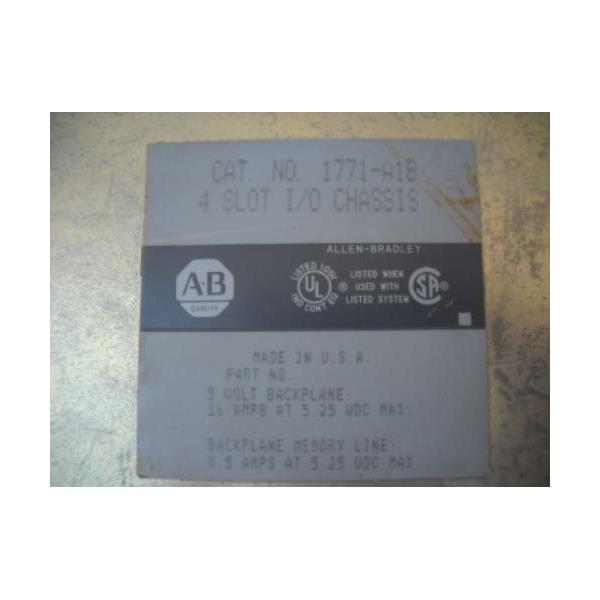 CAT. NO. 1771-A1B
4 SLOT I/O CHASSIS
ALLEN-BRADLEY
A-B
QUALITY
LISTED 100K
UL
IND CONT EQ
®
LISTED WHEN
USED WITH
LISTED SYSTEM
SA
®
MADE IN U.S.A.
PART NO.
5 VOLT BACKPLANE:
16 AMPS AT 5.25 VDC MAX.
BACKPLANE MEMORY LINE:
0.5 AMPS AT 5.25 VDC MAX.